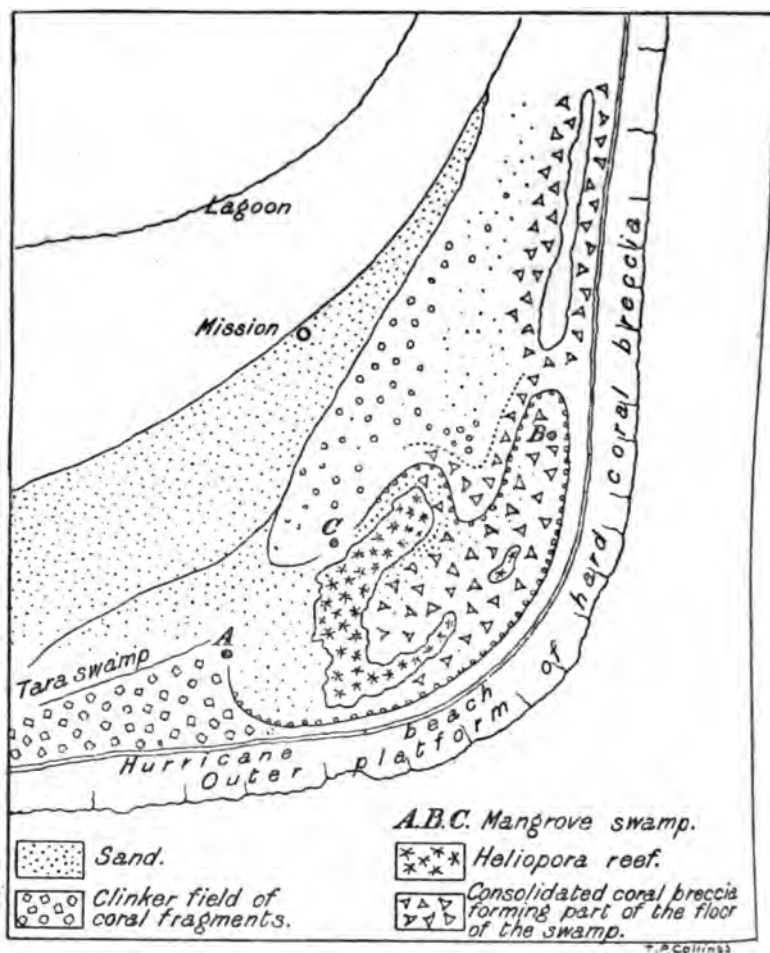 Lagoon
Mission
B
C
A
Tara swamp
Hurricane beach
Outer platform of hard coral breccia
A.B.C. Mangrove swamp.
Sand.
Heliopora reef.
Clinker field of
coral fragments.
Consolidated coral breccia
forming part of the floor
of the swamp.
T.P. Collings